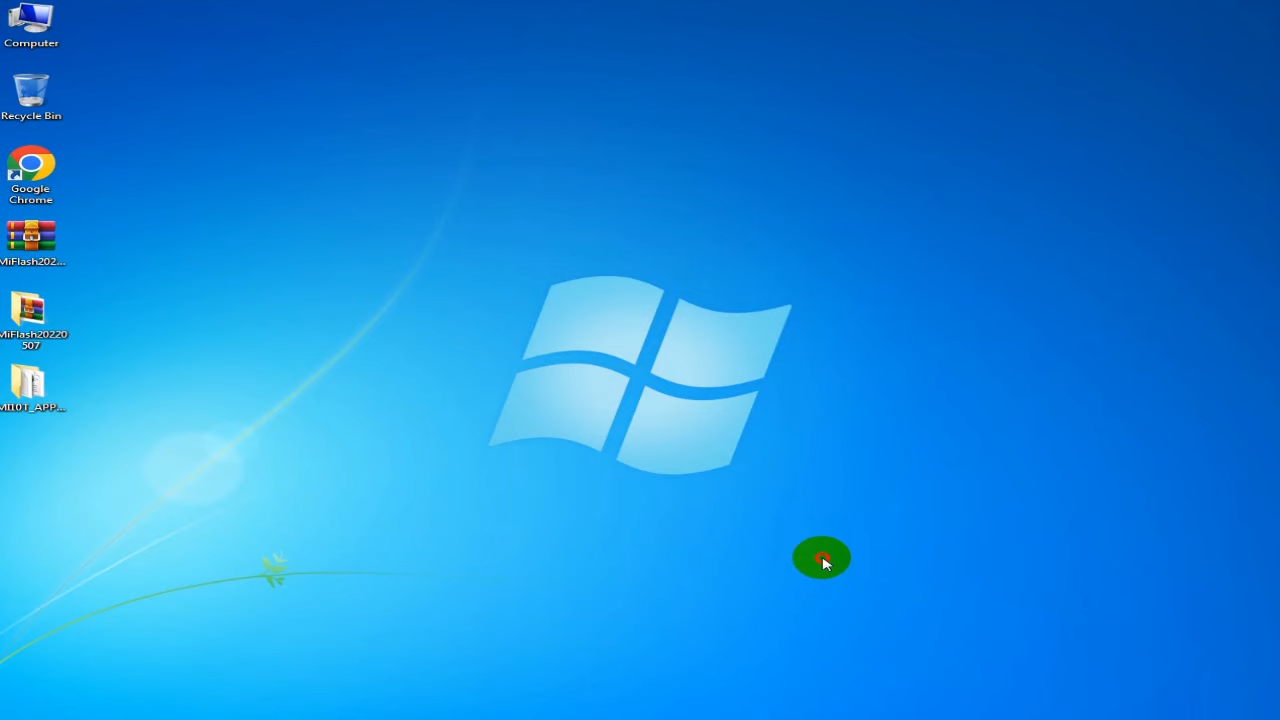 Computer
Recycle Bin
Google
Chrome
MiFlash202...
MiFlash20220
507
MI10T_APP...